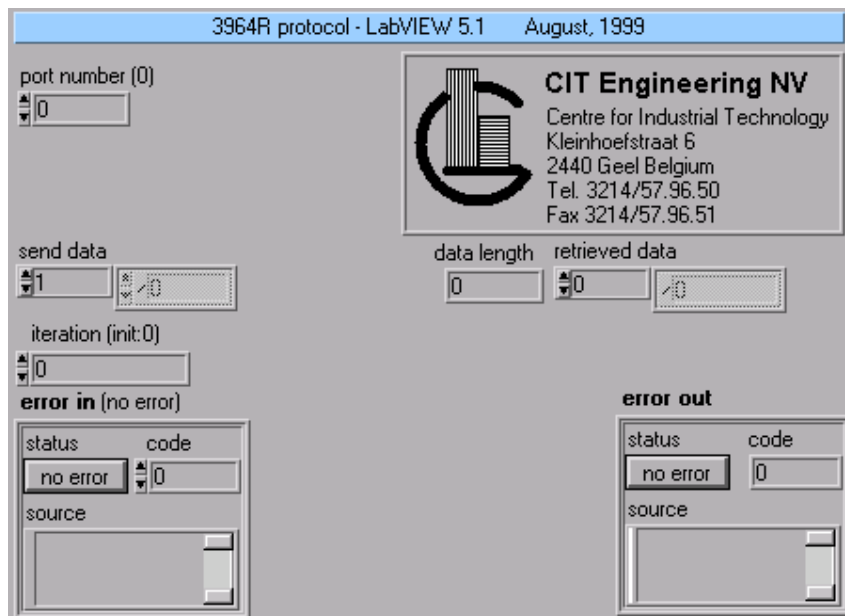 3964R protocol - LabVIEW 5.1 August, 1999
port number (0)
0
CIT Engineering NV
Centre for Industrial Technology
Kleinhoefstraat 6
2440 Geel Belgium
Tel. 3214/57.96.50
Fax 3214/57.96.51
send data
1
0
data length
0
retrieved data
0
0
iteration (init:0)
0
error in (no error)
status code
no error 0
source
error out
status code
no error 0
source